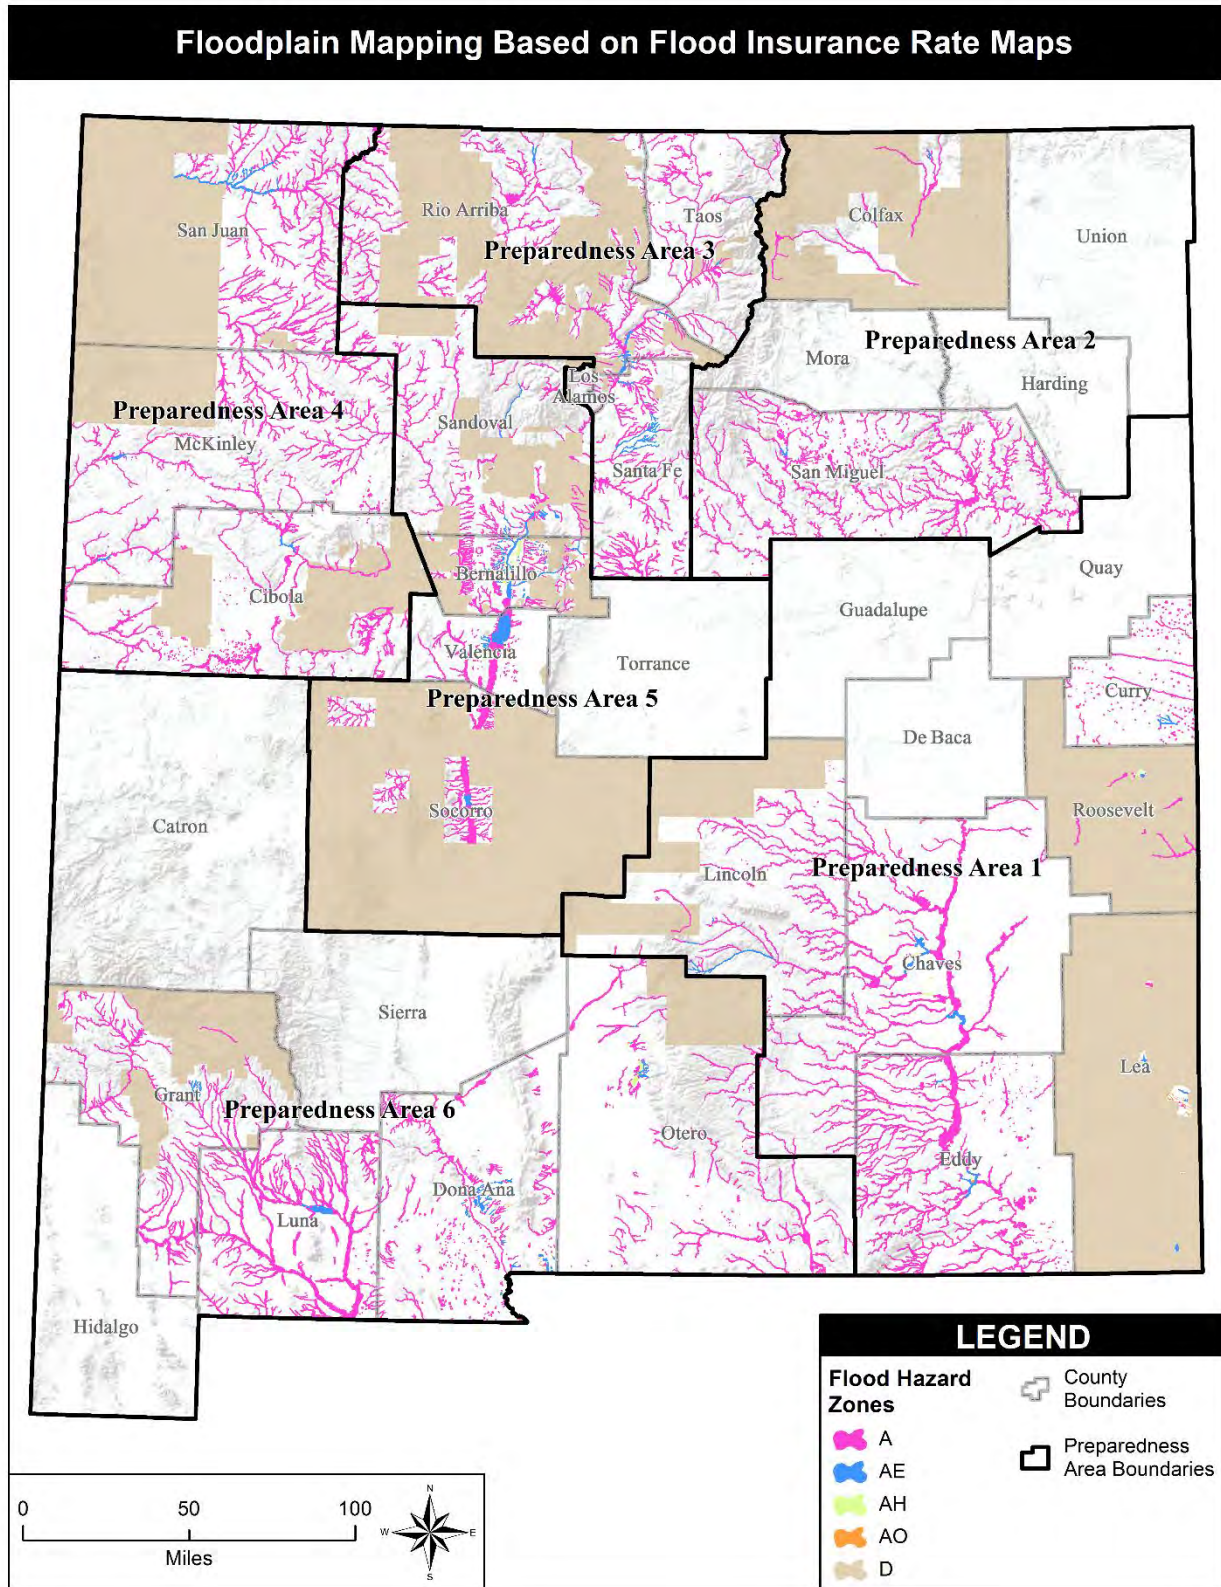 Floodplain Mapping Based on Flood Insurance Rate Maps
San Juan
Rio Arriba
Taos
Colfax
Union
Preparedness Area 3
Preparedness Area 2
Mora
Harding
Los
Alamos
Preparedness Area 4
McKinley
Sandoval
Santa Fe
San Miguel
Quay
Bernalillo
Cibola
Guadalupe
Valencia
Torrance
Curry
Preparedness Area 5
De Baca
Socorro
Roosevelt
Catron
Preparedness Area 1
Lincoln
Chaves
Sierra
Lea
Grant
Preparedness Area 6
Otero
Eddy
Dona Ana
Luna
Hidalgo
LEGEND
Flood Hazard
Zones
A
AE
AH
AO
D
County
Boundaries
Preparedness
Area Boundaries
0 50 100
Miles
N
W E
S